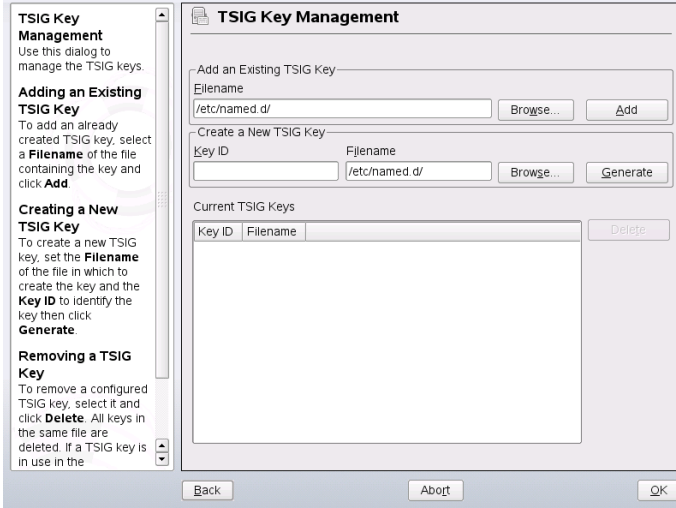 TSIG Key
Management
Use this dialog to
manage the TSIG keys.
Adding an Existing
TSIG Key
To add an already
created TSIG key, select
a Filename of the file
containing the key and
click Add.
Creating a New
TSIG Key
To create a new TSIG
key, set the Filename
of the file in which to
create the key and the
Key ID to identify the
key then click
Generate.
Removing a TSIG
Key
To remove a configured
TSIG key, select it and
click Delete. All keys in
the same file are
deleted. If a TSIG key is
in use in the
TSIG Key Management
Add an Existing TSIG Key
Filename
/etc/named.d/
Browse...
Add
Create a New TSIG Key
Key ID
Filename
/etc/named.d/
Browse...
Generate
Current TSIG Keys
Key ID
Filename
Delete
Back
Abort
OK